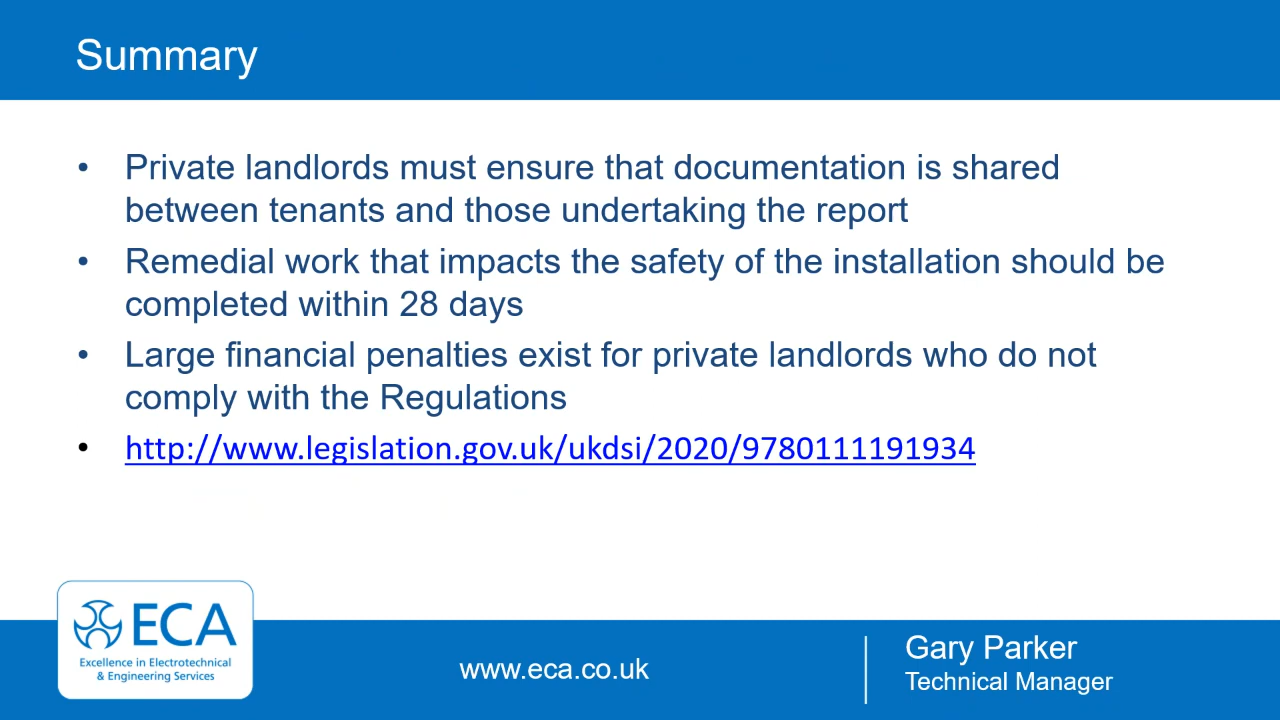 Summary
• Private landlords must ensure that documentation is shared
between tenants and those undertaking the report
• Remedial work that impacts the safety of the installation should be
completed within 28 days
• Large financial penalties exist for private landlords who do not
comply with the Regulations
• http://www.legislation.gov.uk/ukdsi/2020/9780111191934
ECA
Excellence in Electrotechnical
& Engineering Services
www.eca.co.uk
Gary Parker
Technical Manager